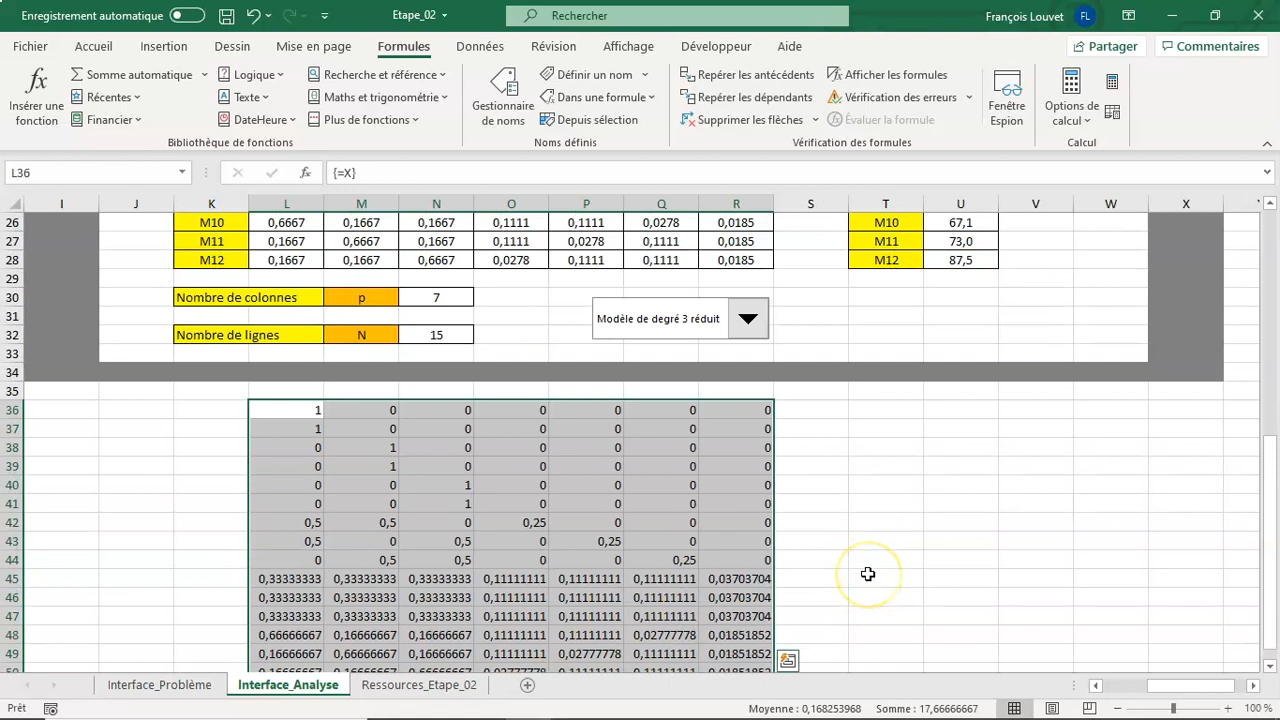 Enregistrement automatique Etape_02 Rechercher François Louvet FL
Fichier Accueil Insertion Dessin Mise en page Formules Données Révision Affichage Développeur Aide Partager Commentaires
fx Insérer une fonction
Somme automatique
Récentes
Financier
Logique
Texte
DateHeure
Recherche et référence
Maths et trigonométrie
Plus de fonctions
Bibliothèque de fonctions
Gestionnaire de noms
Définir un nom
Dans une formule
Depuis sélection
Noms définis
Repérer les antécédents
Repérer les dépendants
Supprimer les flèches
Afficher les formules
Vérification des erreurs
Évaluer la formule
Fenêtre Espion
Vérification des formules
Options de calcul
Calcul
L36 fx {=X}
I J K L M N O P Q R S T U V W X
26 M10 0,6667 0,1667 0,1667 0,1111 0,1111 0,0278 0,0185 M10 67,1
27 M11 0,1667 0,6667 0,1667 0,1111 0,0278 0,1111 0,0185 M11 73,0
28 M12 0,1667 0,1667 0,6667 0,0278 0,1111 0,1111 0,0185 M12 87,5
29
30 Nombre de colonnes p 7
31 Modèle de degré 3 réduit
32 Nombre de lignes N 15
33
34
35
36 1 0 0 0 0 0 0
37 1 0 0 0 0 0 0
38 0 1 0 0 0 0 0
39 0 1 0 0 0 0 0
40 0 0 1 0 0 0 0
41 0 0 1 0 0 0 0
42 0,5 0,5 0 0,25 0 0 0
43 0,5 0 0,5 0 0,25 0 0
44 0 0,5 0,5 0 0 0,25 0
45 0,33333333 0,33333333 0,33333333 0,11111111 0,11111111 0,11111111 0,03703704
46 0,33333333 0,33333333 0,33333333 0,11111111 0,11111111 0,11111111 0,03703704
47 0,33333333 0,33333333 0,33333333 0,11111111 0,11111111 0,11111111 0,03703704
48 0,66666667 0,16666667 0,16666667 0,11111111 0,11111111 0,02777778 0,01851852
49 0,16666667 0,66666667 0,16666667 0,11111111 0,02777778 0,11111111 0,01851852
50 0,16666667 0,16666667 0,66666667 0,02777778 0,11111111 0,11111111 0,01851852
Interface_Problème Interface_Analyse Ressources_Etape_02
Prêt Moyenne : 0,168253968 Somme : 17,66666667 100 %